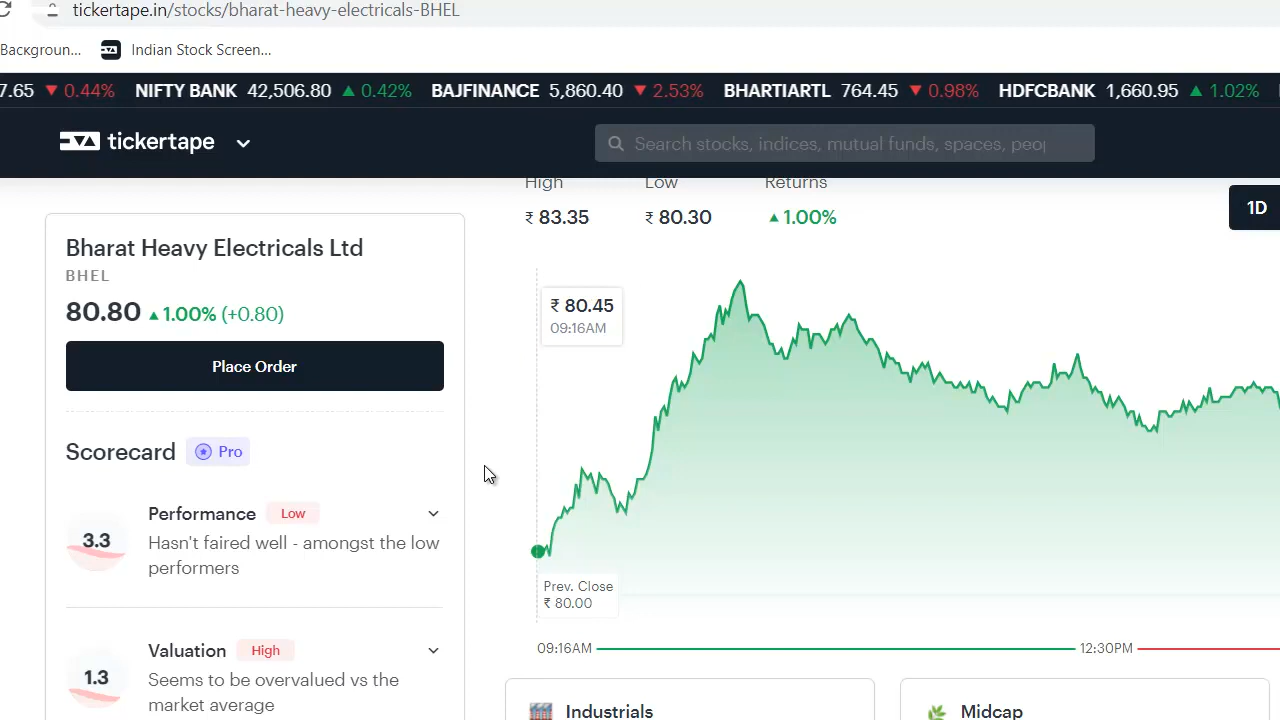 tickertape.in/stocks/bharat-heavy-electricals-BHEL
Backgroun... Indian Stock Screen...
7.65 ▼ 0.44% NIFTY BANK 42,506.80 ▲ 0.42% BAJFINANCE 5,860.40 ▼ 2.53% BHARTIARTL 764.45 ▼ 0.98% HDFCBANK 1,660.95 ▲ 1.02%
tickertape
Search stocks, indices, mutual funds, spaces, peop
High Low Returns
₹ 83.35 ₹ 80.30 ▲ 1.00%
1D
Bharat Heavy Electricals Ltd
BHEL
80.80 ▲ 1.00% (+0.80)
Place Order
Scorecard Pro
3.3
Performance Low
Hasn't faired well - amongst the low
performers
1.3
Valuation High
Seems to be overvalued vs the
market average
₹ 80.45
09:16AM
Prev. Close
₹ 80.00
09:16AM 12:30PM
Industrials Midcap